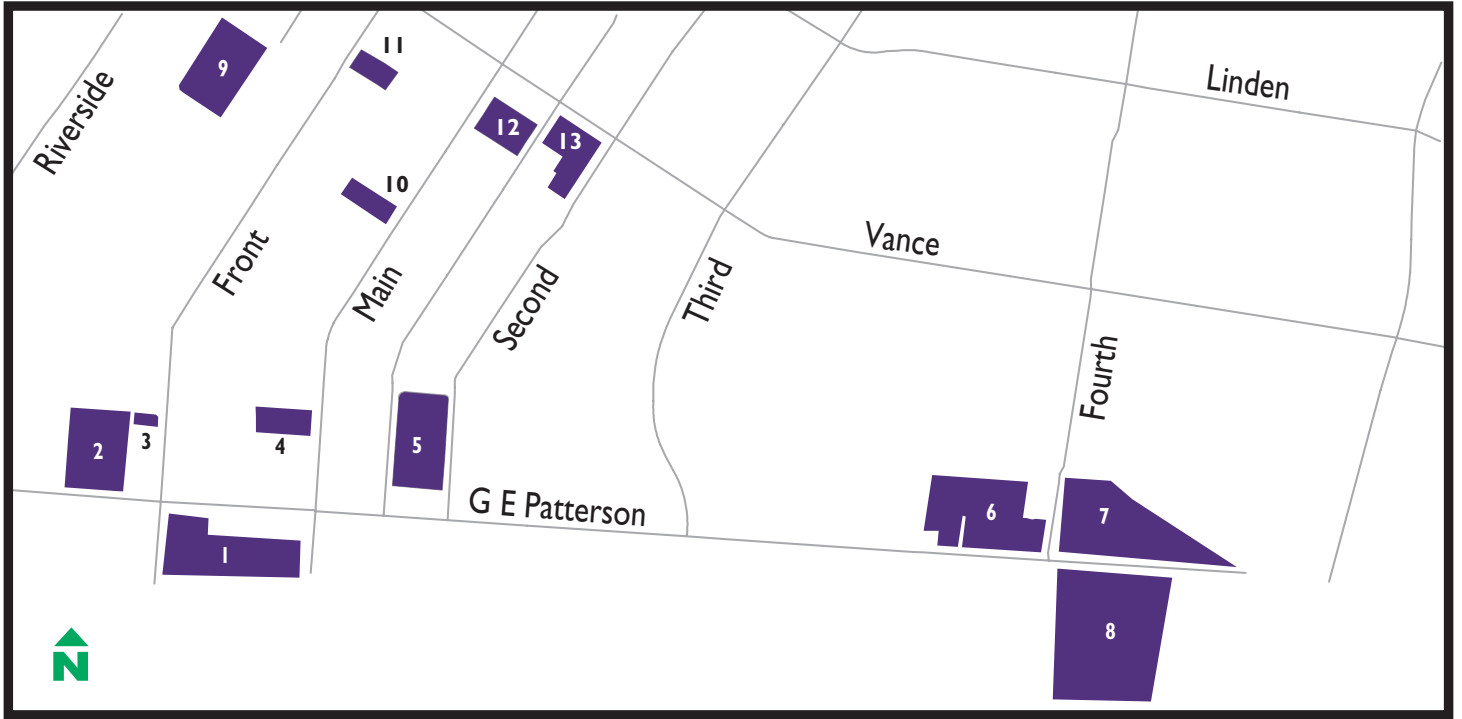 9
11
Riverside
Linden
12
13
10
Front
Main
Second
Third
Vance
Fourth
2
3
4
5
G E Patterson
6
7
1
8
N